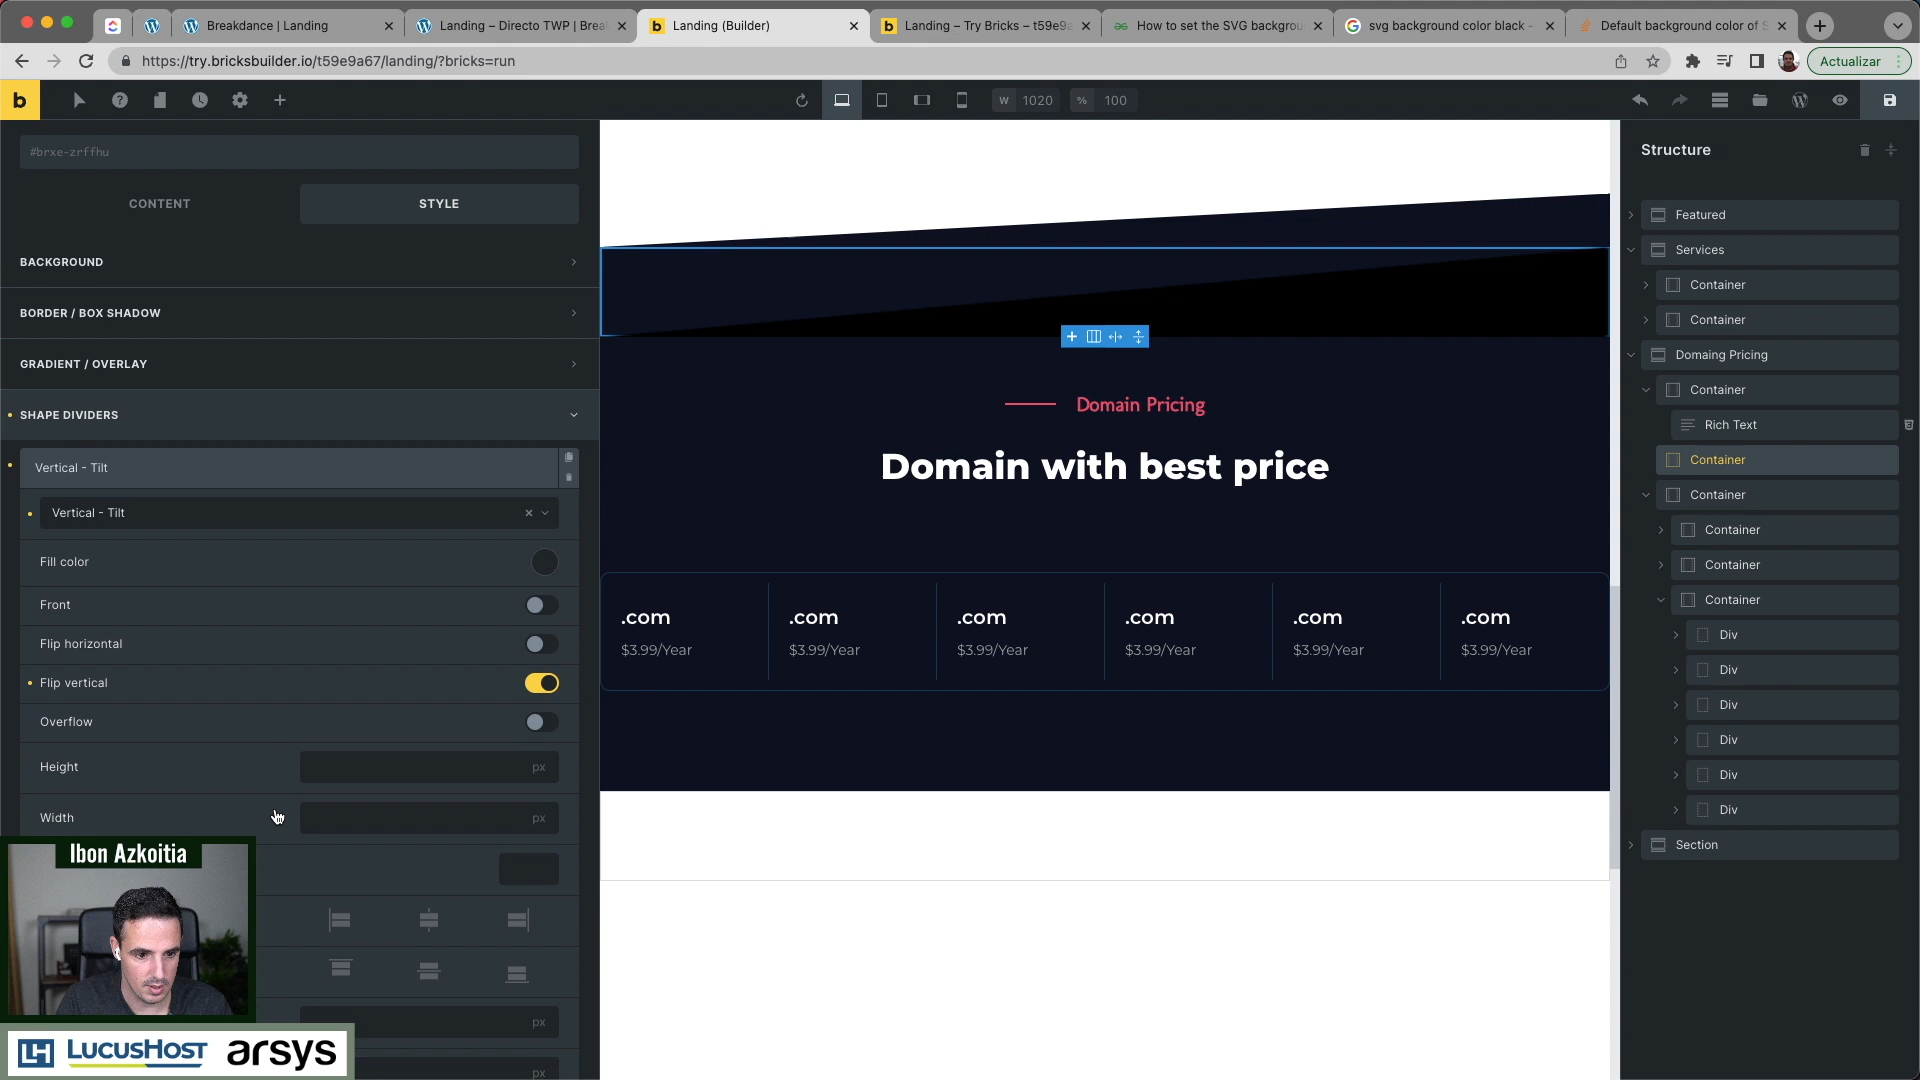 Breakdance | Landing
Landing – Directo TWP | Break
Landing (Builder)
Landing – Try Bricks – t59e9a
How to set the SVG backgrou
svg background color black -
Default background color of S
https://try.bricksbuilder.io/t59e9a67/landing/?bricks=run
Actualizar
b
W 1020
% 100
#brxe-zrffhu
CONTENT
STYLE
BACKGROUND
BORDER / BOX SHADOW
GRADIENT / OVERLAY
SHAPE DIVIDERS
Vertical - Tilt
Vertical - Tilt
Fill color
Front
Flip horizontal
Flip vertical
Overflow
Height
px
Width
px
px
px
Ibon Azkoitia
LH LUCUSHOST arsys
Domain Pricing
Domain with best price
.com
$3.99/Year
.com
$3.99/Year
.com
$3.99/Year
.com
$3.99/Year
.com
$3.99/Year
.com
$3.99/Year
Structure
Featured
Services
Container
Container
Domaing Pricing
Container
Rich Text
Container
Container
Container
Container
Container
Div
Div
Div
Div
Div
Div
Section